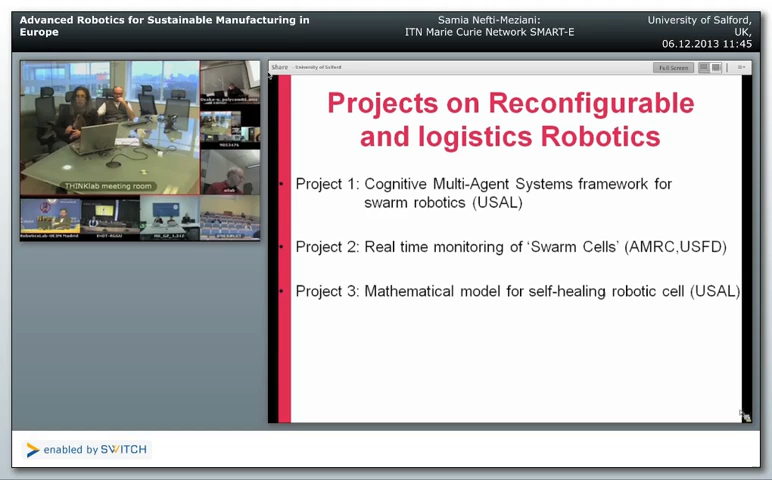 Advanced Robotics for Sustainable Manufacturing in
Europe
Samia Nefti-Meziani:
ITN Marie Curie Network SMART-E
University of Salford,
UK,
06.12.2013 11:45
Share
University of Salford
Full Screen
THINKlab meeting room
Projects on Reconfigurable
and logistics Robotics
• Project 1: Cognitive Multi-Agent Systems framework for
swarm robotics (USAL)
• Project 2: Real time monitoring of ‘Swarm Cells’ (AMRC,USFD)
• Project 3: Mathematical model for self-healing robotic cell (USAL)
enabled by SWITCH